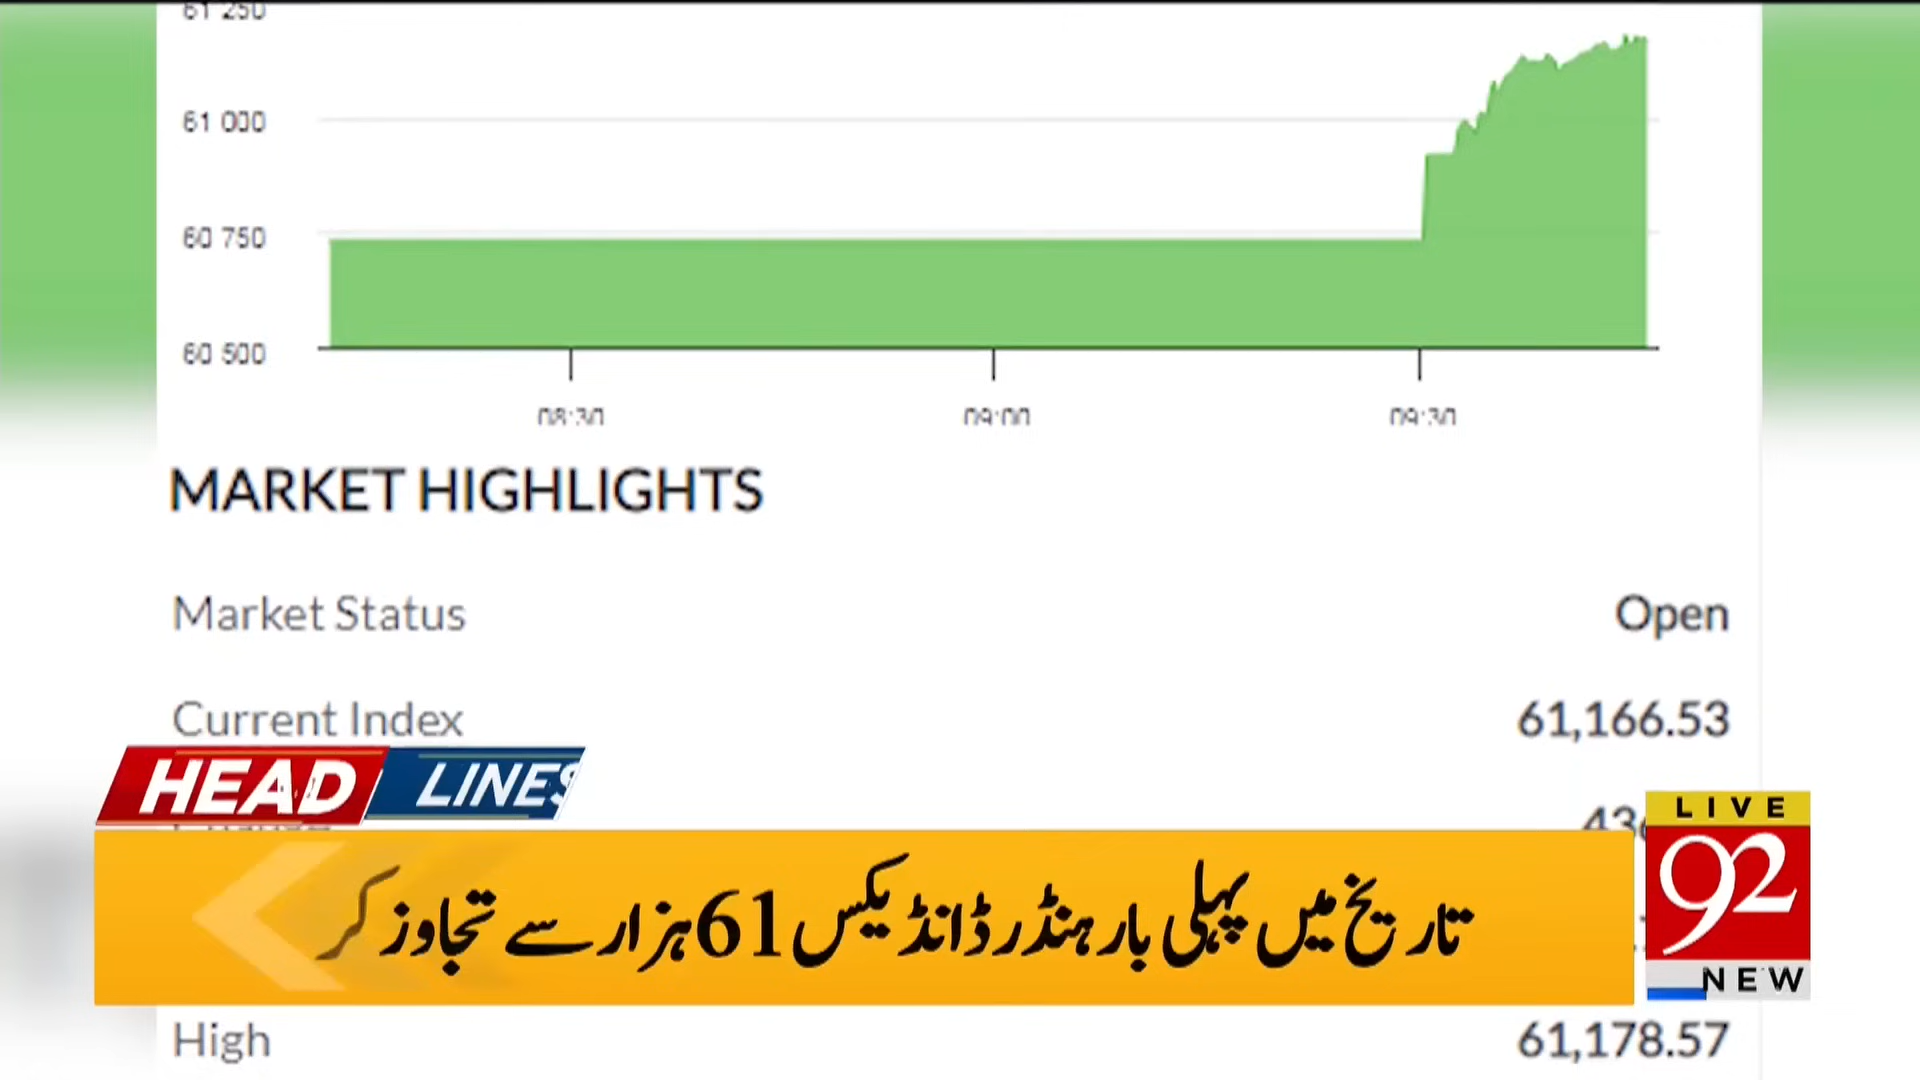 61 250
61 000
60 750
60 500
08:30 09:00 09:30
MARKET HIGHLIGHTS
Market Status Open
Current Index 61,166.53
HEAD LINES
436
LIVE
92
NEW
تاریخ میں پہلی بار ہنڈرڈ انڈیکس 61 ہزار سے تجاوز کر
High 61,178.57